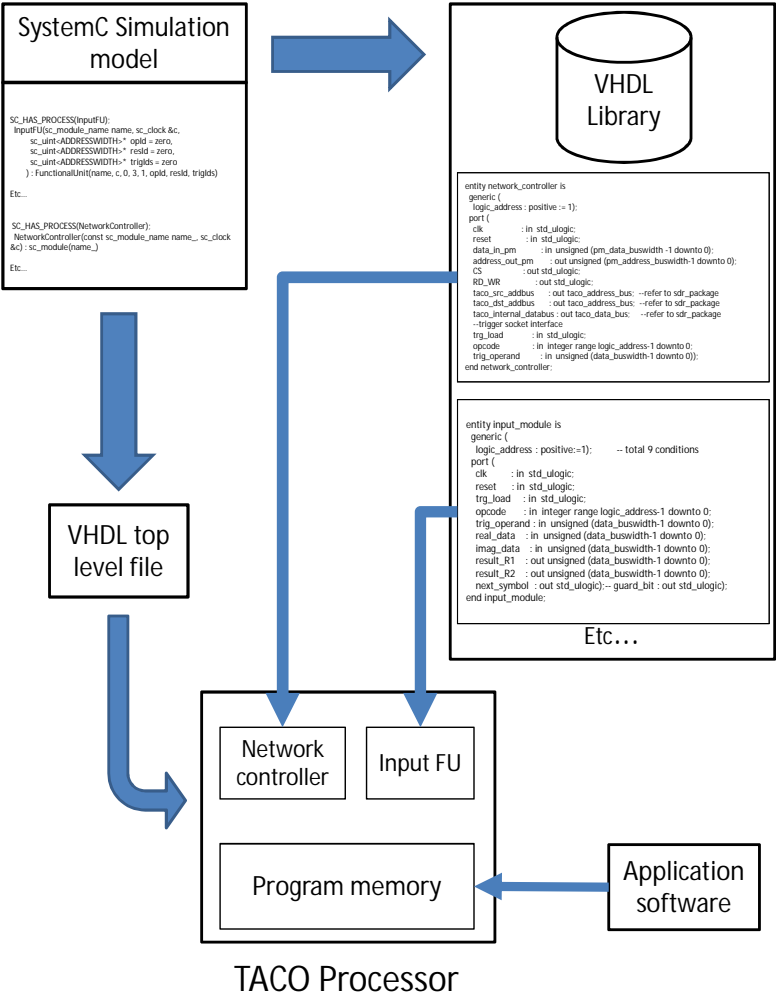 SystemC Simulation
model
SC_HAS_PROCESS(InputFU);
InputFU(sc_module_name name, sc_clock &c,
sc_uint<ADDRESSWIDTH>* opId = zero,
sc_uint<ADDRESSWIDTH>* resId = zero,
sc_uint<ADDRESSWIDTH>* trigIds = zero
) : FunctionalUnit(name, c, 0, 3, 1, opId, resId, trigIds)
Etc...
SC_HAS_PROCESS(NetworkController);
NetworkController(const sc_module_name name_, sc_clock
&c) : sc_module(name_)
Etc...
VHDL
Library
entity network_controller is
generic (
logic_address : positive := 1);
port (
clk : in std_ulogic;
reset : in std_ulogic;
data_in_pm : in unsigned (pm_data_buswidth -1 downto 0);
address_out_pm : out unsigned (pm_address_buswidth-1 downto 0);
CS : out std_ulogic;
RD_WR : out std_ulogic;
taco_src_addbus : out taco_address_bus; --refer to sdr_package
taco_dst_addbus : out taco_address_bus; --refer to sdr_package
taco_internal_databus : out taco_data_bus; --refer to sdr_package
--trigger socket interface
trg_load : in std_ulogic;
opcode : in integer range logic_address-1 downto 0;
trig_operand : in unsigned (data_buswidth-1 downto 0));
end network_controller;
entity input_module is
generic (
logic_address : positive:=1); -- total 9 conditions
port (
clk : in std_ulogic;
reset : in std_ulogic;
trg_load : in std_ulogic;
opcode : in integer range logic_address-1 downto 0;
trig_operand : in unsigned (data_buswidth-1 downto 0);
real_data : in unsigned (data_buswidth-1 downto 0);
imag_data : in unsigned (data_buswidth-1 downto 0);
result_R1 : out unsigned (data_buswidth-1 downto 0);
result_R2 : out unsigned (data_buswidth-1 downto 0);
next_symbol : out std_ulogic);-- guard_bit : out std_ulogic);
end input_module;
Etc...
VHDL top
level file
Network
controller
Input FU
Program memory
Application
software
TACO Processor